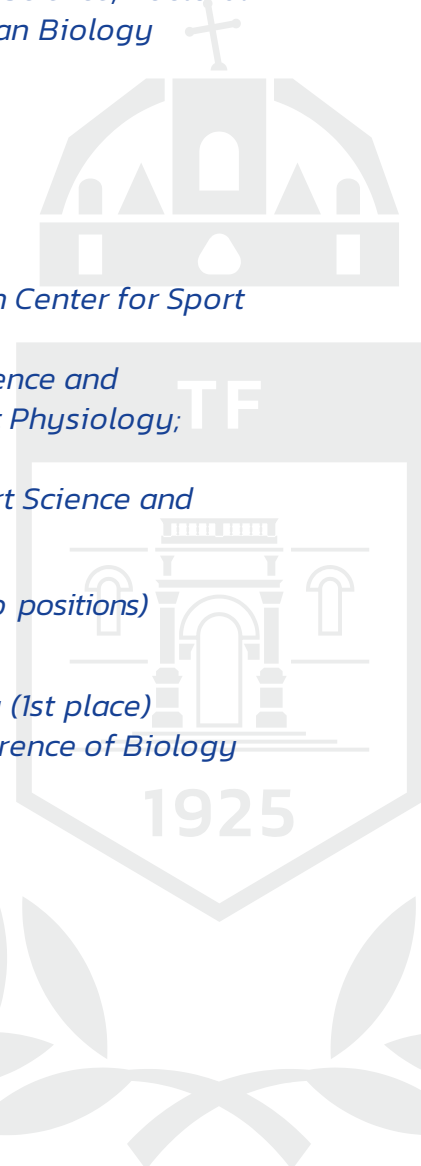 an Biology
Center for Sport
ence and
Physiology;
TF
rt Science and
positions)
(1st place)
rence of Biology
1925